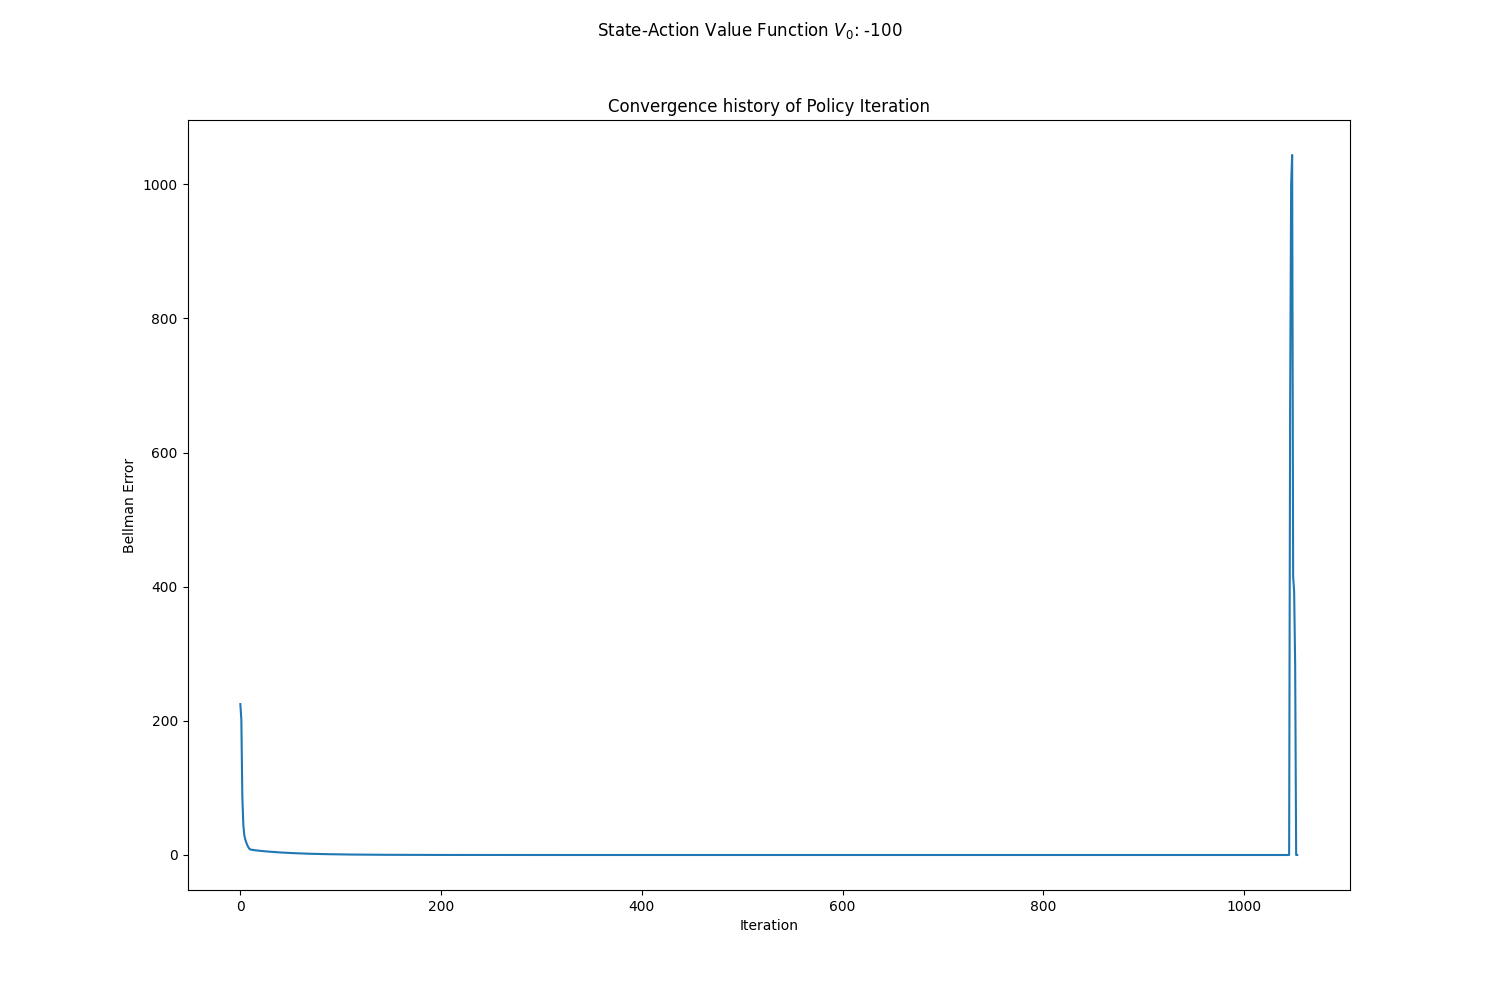 State-Action Value Function $V_0$: -100
Convergence history of Policy Iteration
1000
800
600
400
200
0
Bellman Error
0 200 400 600 800 1000
Iteration